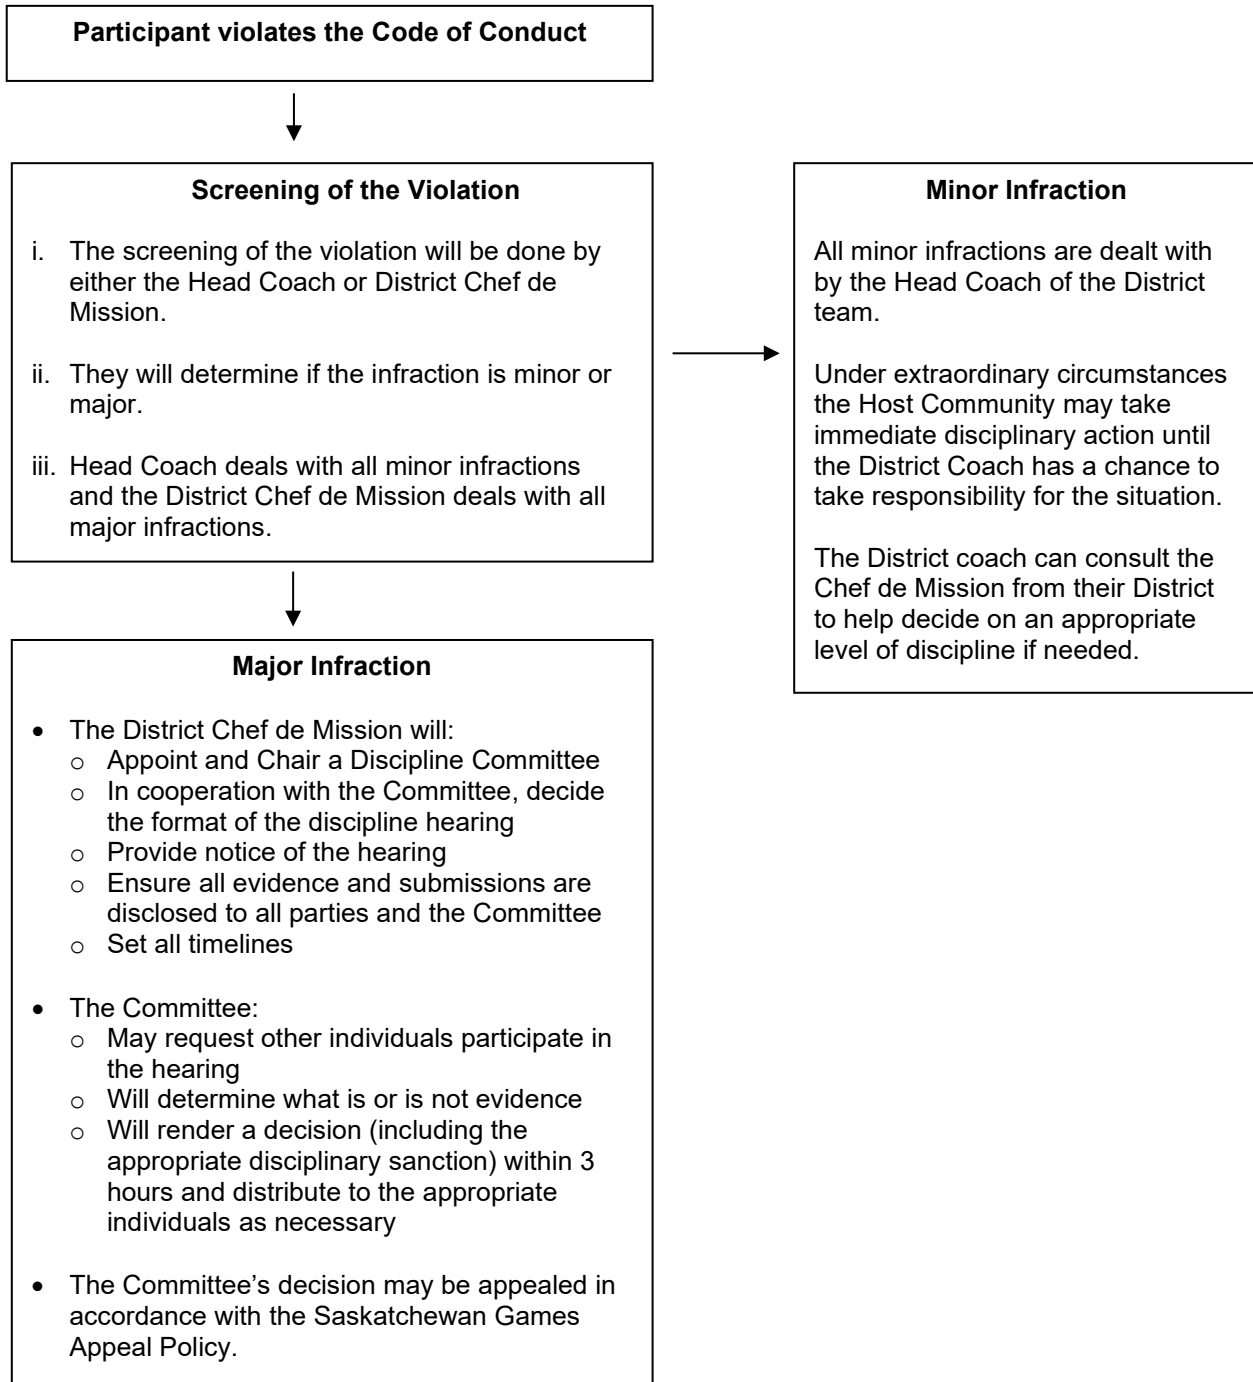 Participant violates the Code of Conduct
Screening of the Violation
i. The screening of the violation will be done by
either the Head Coach or District Chef de
Mission.
ii. They will determine if the infraction is minor or
major.
iii. Head Coach deals with all minor infractions
and the District Chef de Mission deals with all
major infractions.
Minor Infraction
All minor infractions are dealt with
by the Head Coach of the District
team.
Under extraordinary circumstances
the Host Community may take
immediate disciplinary action until
the District Coach has a chance to
take responsibility for the situation.
The District coach can consult the
Chef de Mission from their District
to help decide on an appropriate
level of discipline if needed.
Major Infraction
• The District Chef de Mission will:
o Appoint and Chair a Discipline Committee
o In cooperation with the Committee, decide
the format of the discipline hearing
o Provide notice of the hearing
o Ensure all evidence and submissions are
disclosed to all parties and the Committee
o Set all timelines
• The Committee:
o May request other individuals participate in
the hearing
o Will determine what is or is not evidence
o Will render a decision (including the
appropriate disciplinary sanction) within 3
hours and distribute to the appropriate
individuals as necessary
• The Committee’s decision may be appealed in
accordance with the Saskatchewan Games
Appeal Policy.